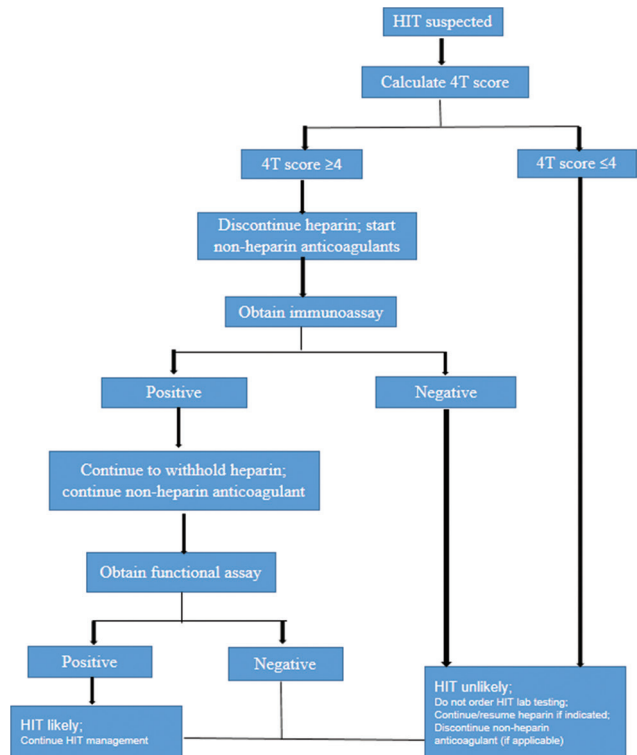 HIT suspected
Calculate 4T score
4T score ≥4
4T score ≤4
Discontinue heparin; start
non-heparin anticoagulants
Obtain immunoassay
Positive
Negative
Continue to withhold heparin;
continue non-heparin anticoagulant
Obtain functional assay
Positive
Negative
HIT likely;
Continue HIT management
HIT unlikely;
Do not order HIT lab testing;
Continue/resume heparin if indicated;
Discontinue non-heparin
anticoagulant (if applicable)